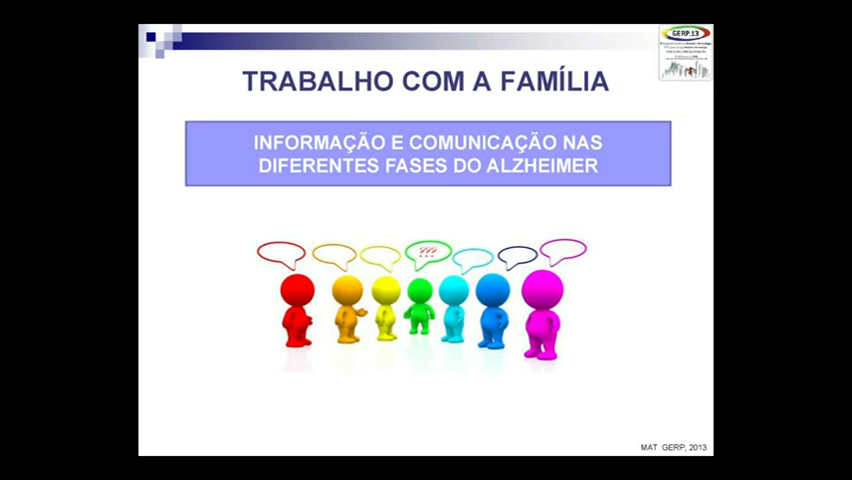 GERP.13
TRABALHO COM A FAMÍLIA
INFORMAÇÃO E COMUNICAÇÃO NAS
DIFERENTES FASES DO ALZHEIMER
???
MAT. GERP, 2013